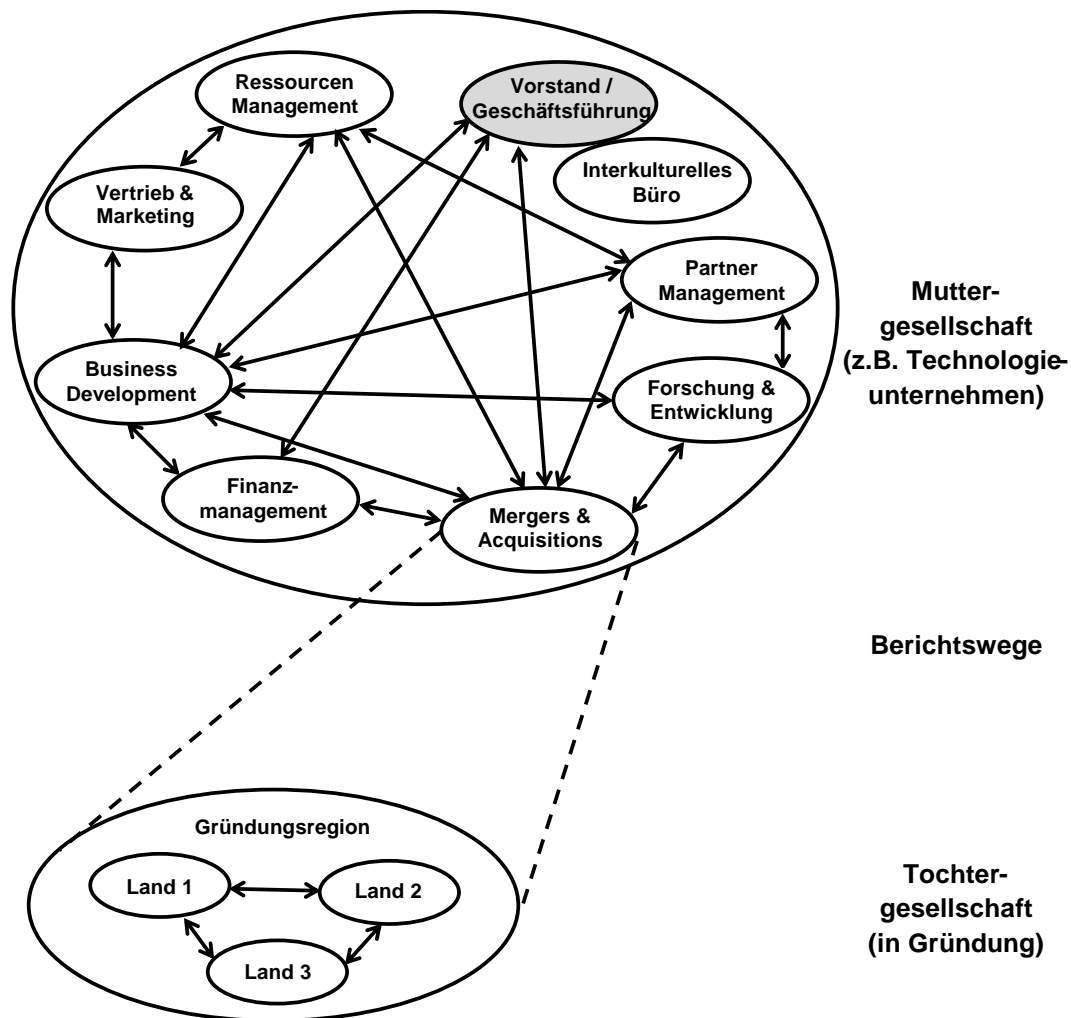 Ressourcen
Management
Vorstand /
Geschäftsführung
Interkulturelles
Büro
Vertrieb &
Marketing
Partner
Management
Business
Development
Forschung &
Entwicklung
Finanz-
management
Mergers &
Acquisitions
Mutter-
gesellschaft
(z.B. Technologie-
unternehmen)
Berichtswege
Gründungsregion
Land 1
Land 2
Land 3
Tochter-
gesellschaft
(in Gründung)